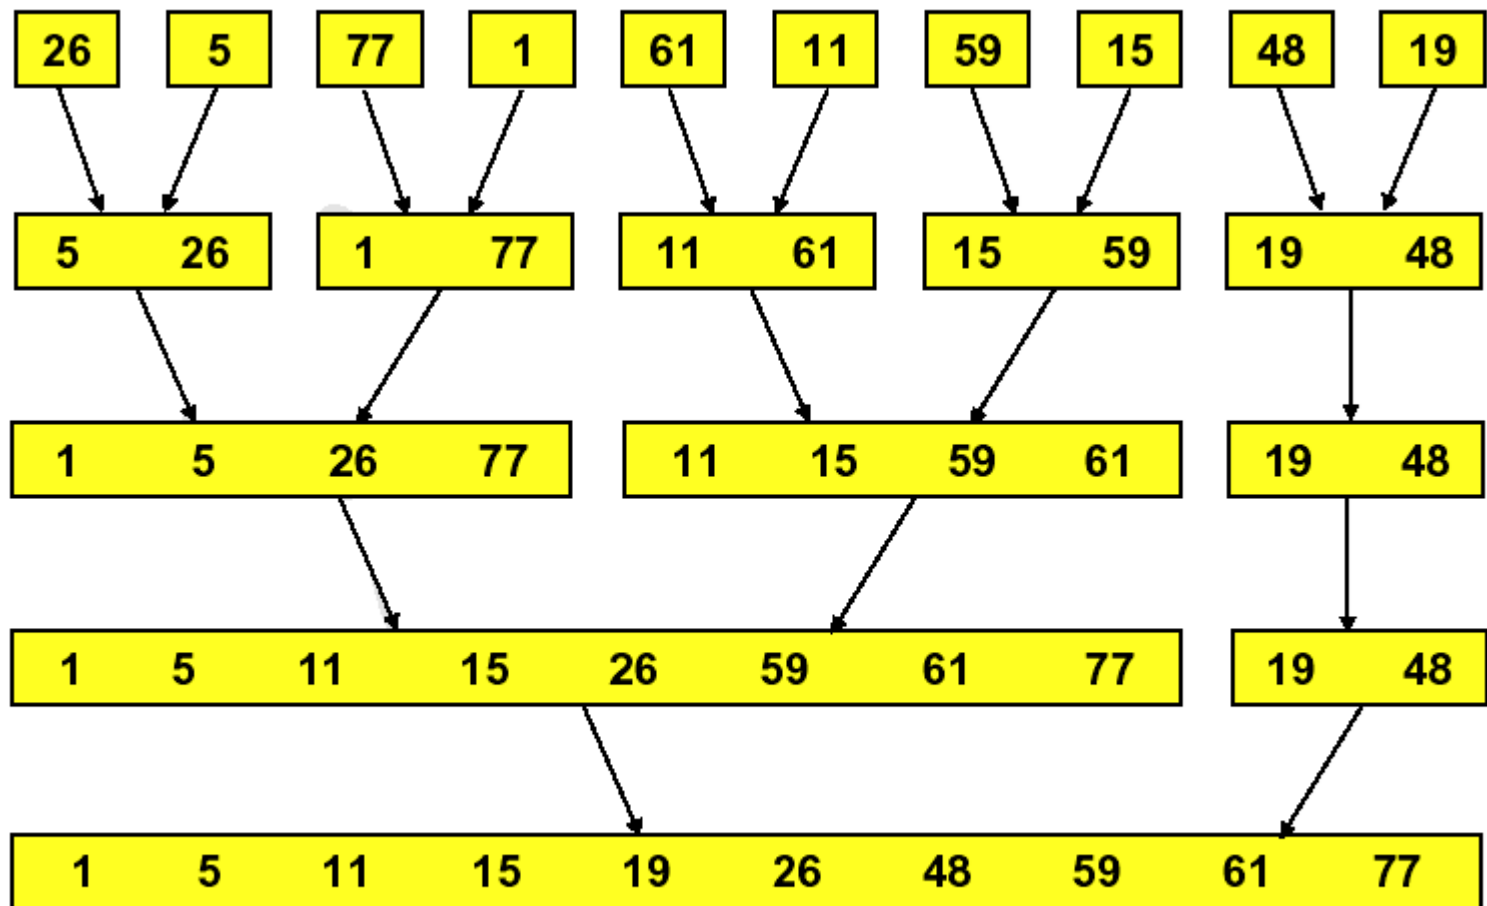 26 5 77 1 61 11 59 15 48 19
5 26 1 77 11 61 15 59 19 48
1 5 26 77 11 15 59 61 19 48
1 5 11 15 26 59 61 77 19 48
1 5 11 15 19 26 48 59 61 77